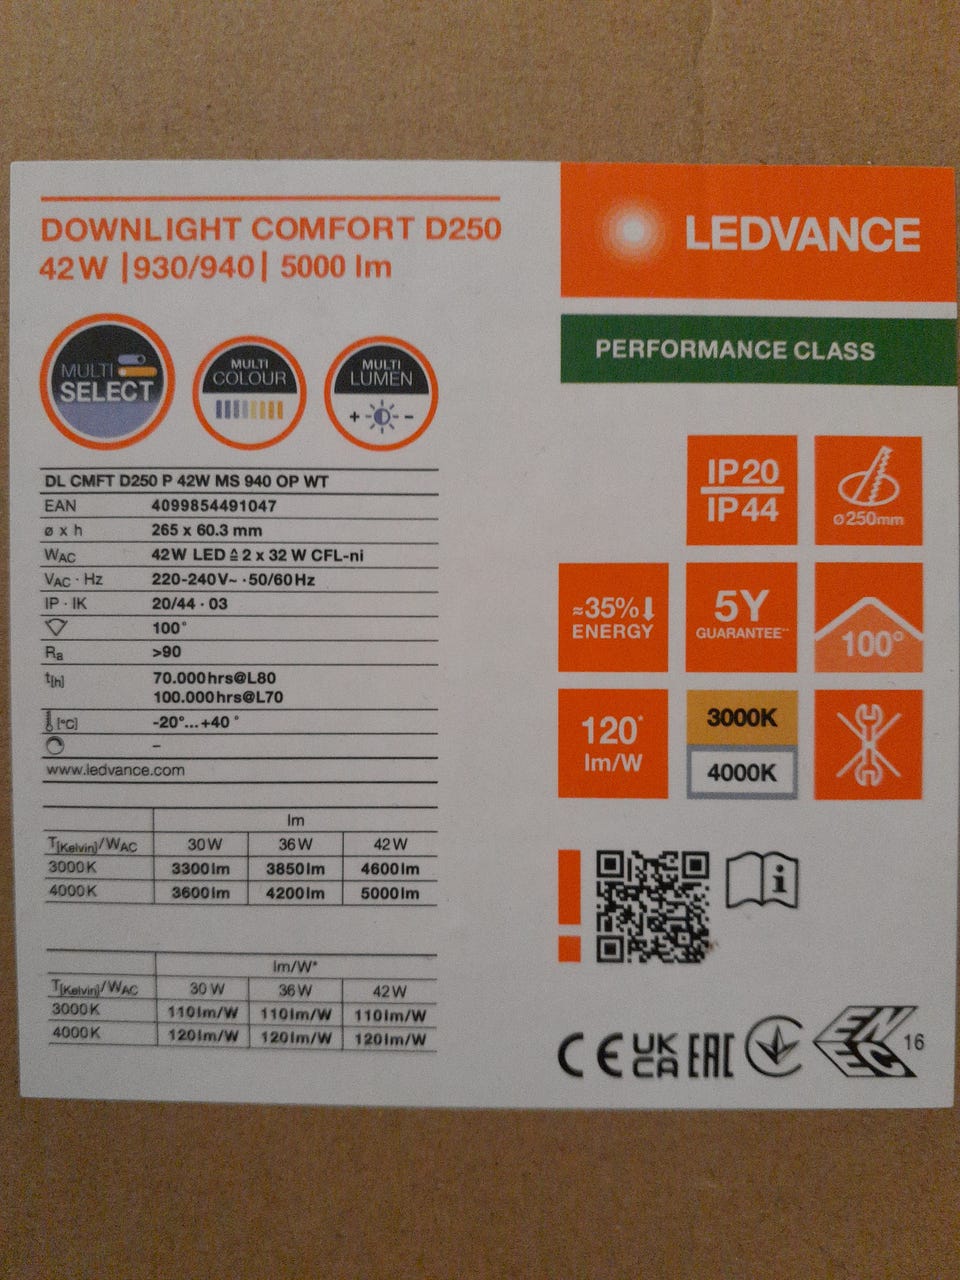 DOWNLIGHT COMFORT D250
42W |930/940| 5000 lm
LEDVANCE
PERFORMANCE CLASS
MULTI
SELECT
MULTI
COLOUR
MULTI
LUMEN
+ -
DL CMFT D250 P 42W MS 940 OP WT
EAN 4099854491047
ø x h 265 x 60.3 mm
WAC 42W LED ≙ 2 x 32 W CFL-ni
VAC · Hz 220-240V~ · 50/60Hz
IP · IK 20/44 · 03
100°
Ra >90
t[h] 70.000hrs@L80
100.000hrs@L70
[°C] -20°...+40°
–
www.ledvance.com
lm
T[Kelvin]/WAC 30W 36W 42W
3000K 3300lm 3850lm 4600lm
4000K 3600lm 4200lm 5000lm
lm/W*
T[Kelvin]/WAC 30W 36W 42W
3000K 110lm/W 110lm/W 110lm/W
4000K 120lm/W 120lm/W 120lm/W
IP20
IP44
ø250mm
≈35%
ENERGY
5Y
GUARANTEE**
100°
120*
lm/W
3000K
4000K
i
CE UK CA EAC ENEC 16